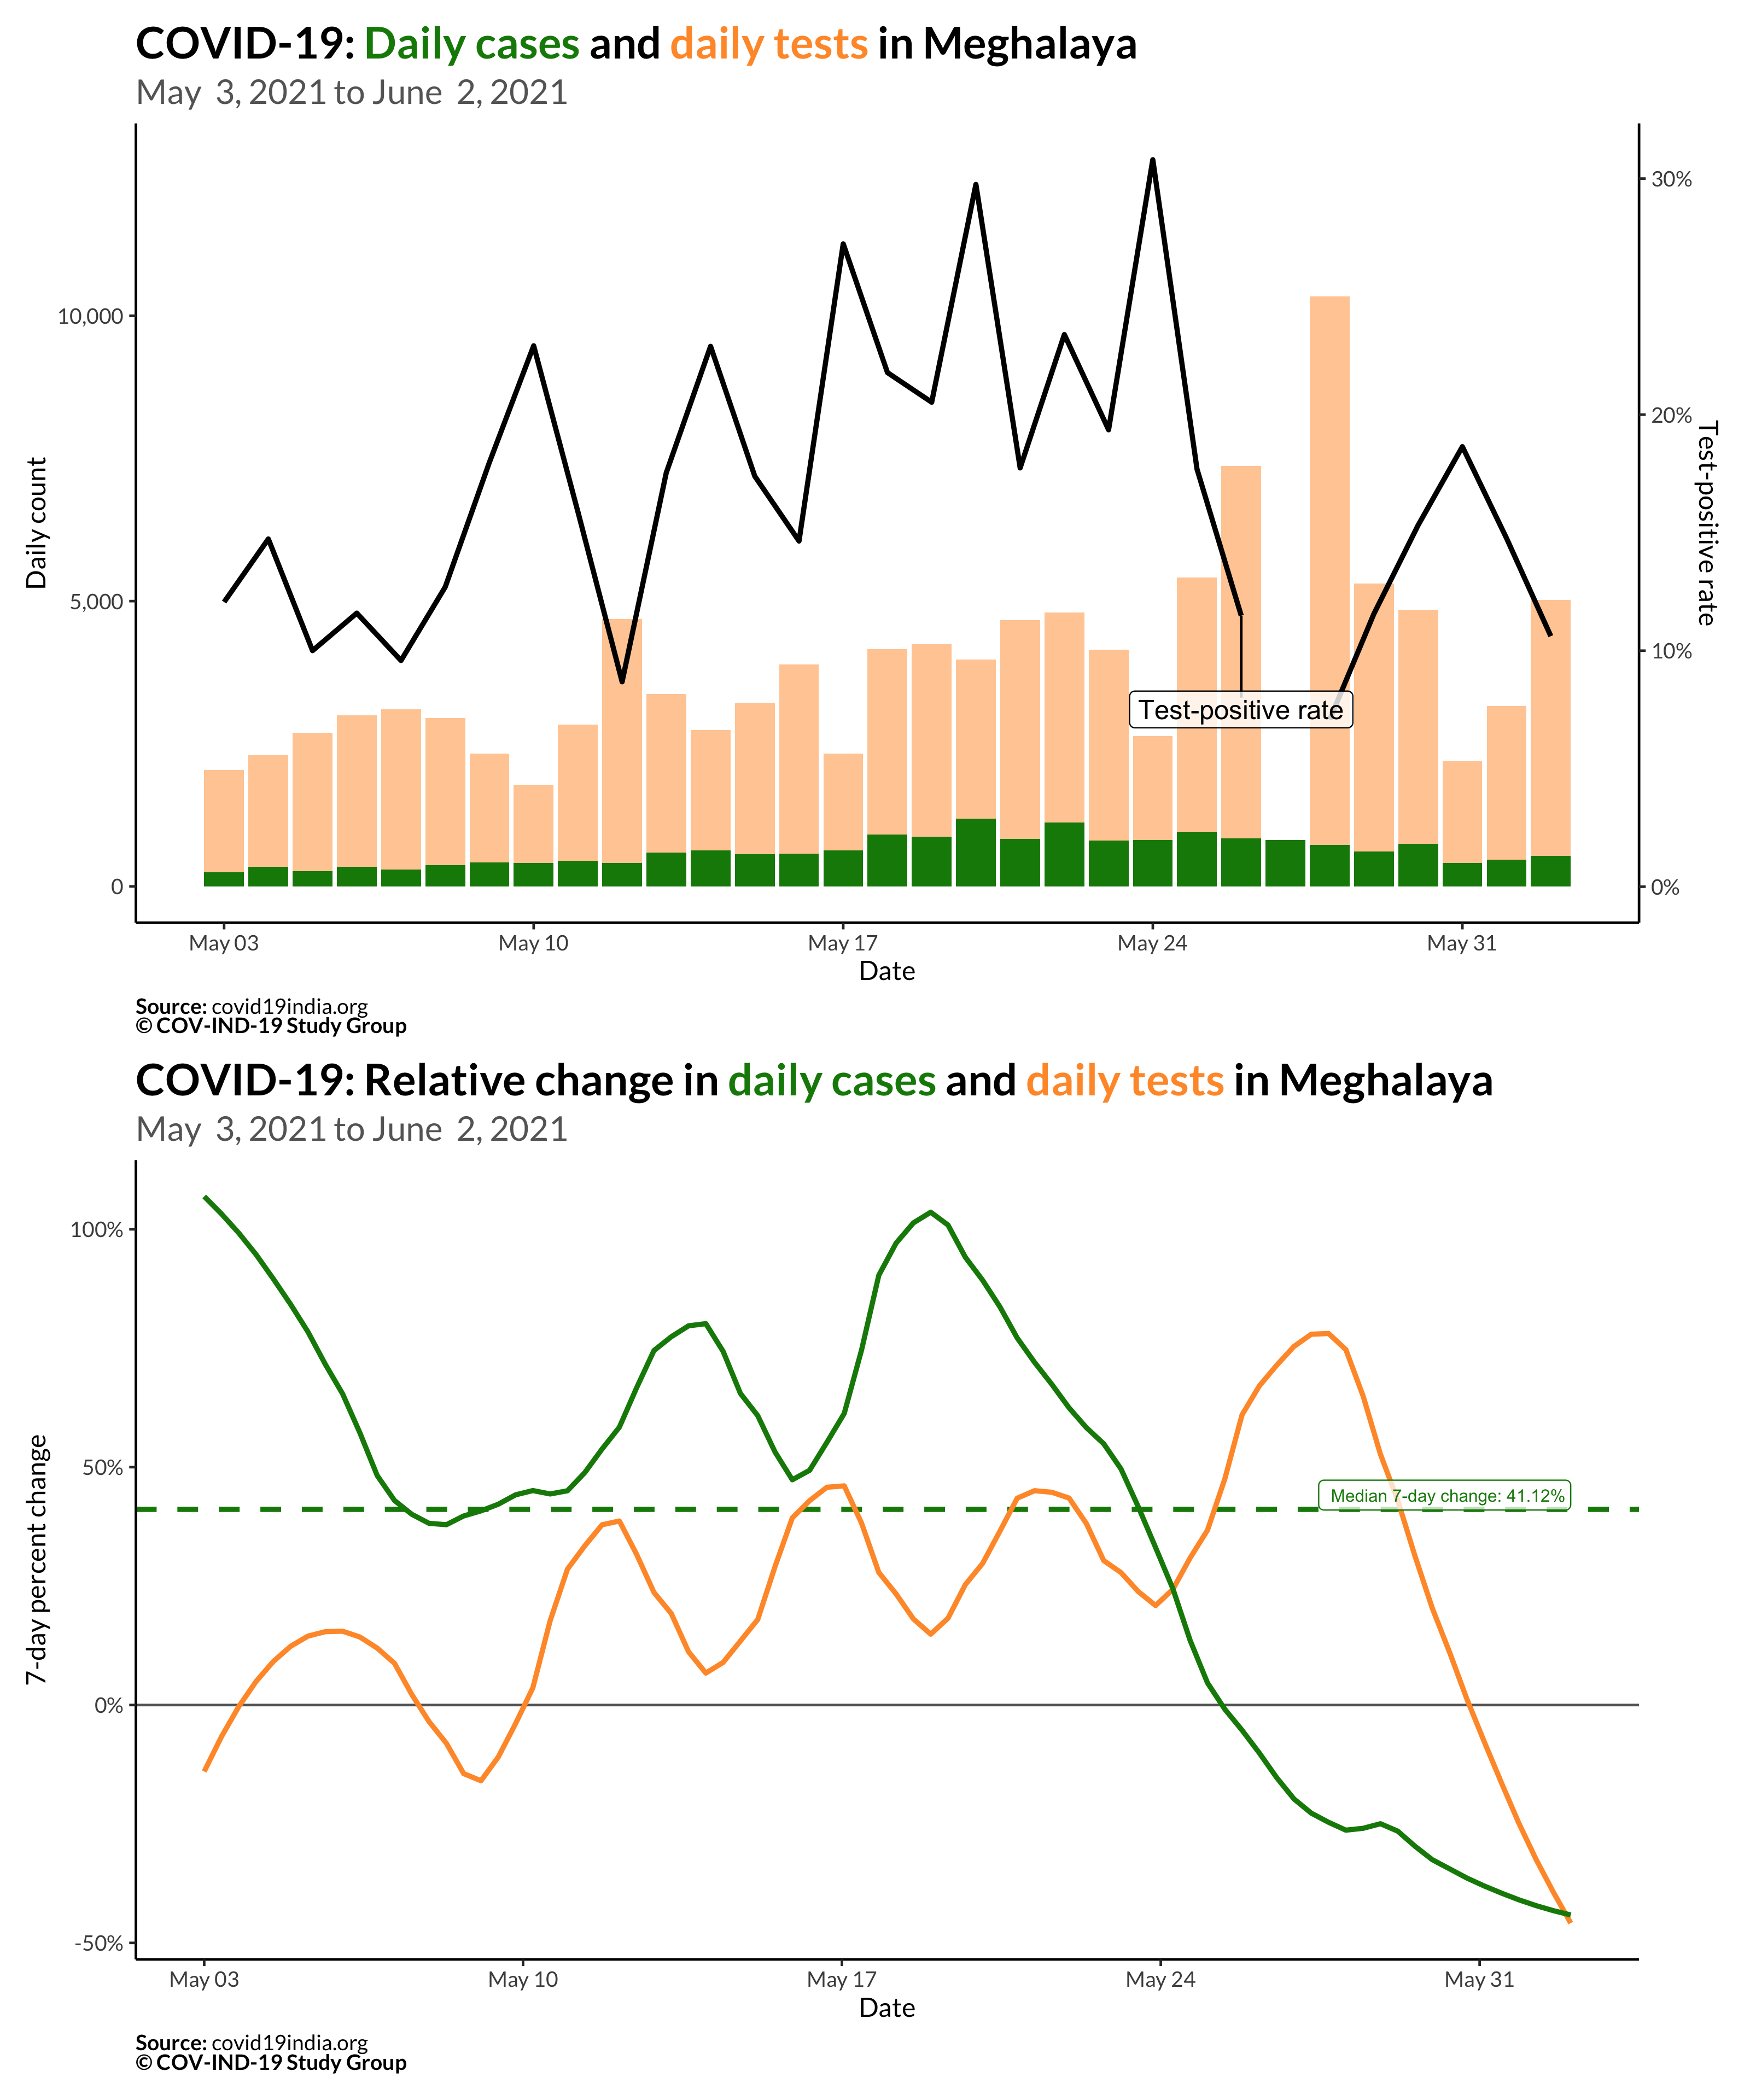 COVID-19: Daily cases and daily tests in Meghalaya
May 3, 2021 to June 2, 2021
Daily count
10,000
5,000
0
30%
20%
10%
0%
Test-positive rate
Test-positive rate
May 03
May 10
May 17
May 24
May 31
Date
Source: covid19india.org
© COV-IND-19 Study Group
COVID-19: Relative change in daily cases and daily tests in Meghalaya
May 3, 2021 to June 2, 2021
7-day percent change
100%
50%
0%
-50%
Median 7-day change: 41.12%
May 03
May 10
May 17
May 24
May 31
Date
Source: covid19india.org
© COV-IND-19 Study Group